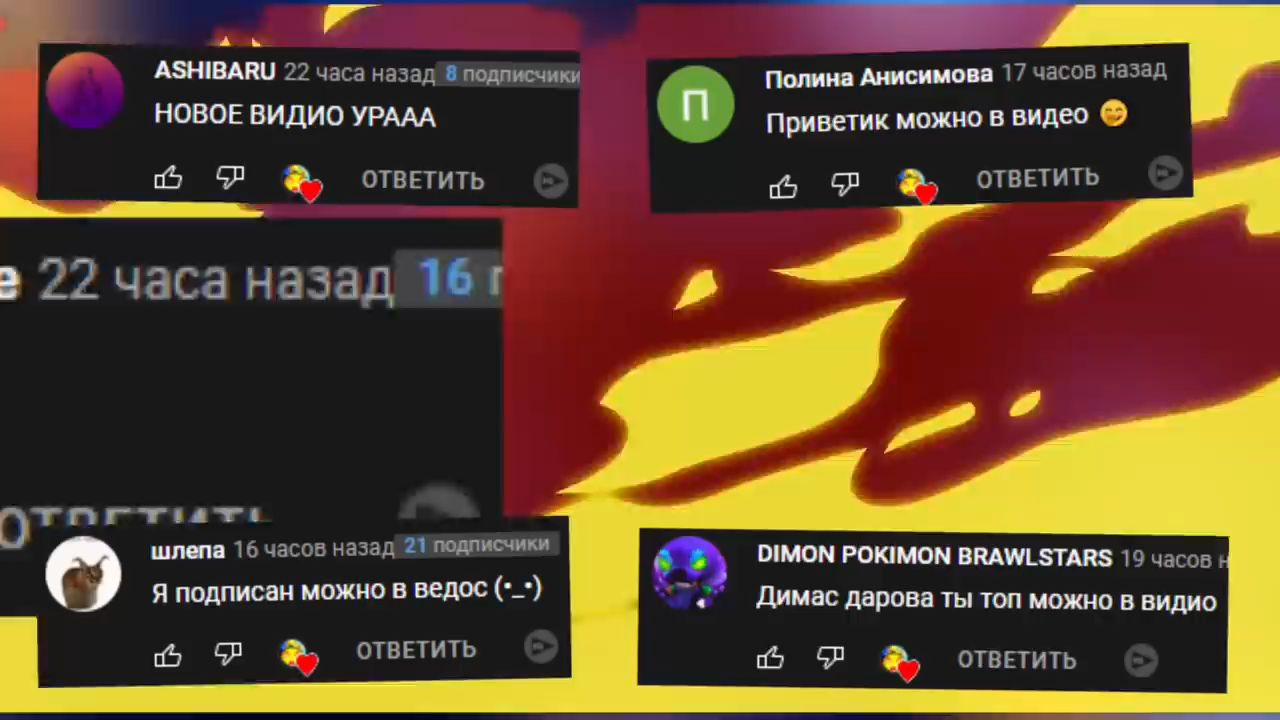 ASHIBARU 22 часа назад 8 подписчики
НОВОЕ ВИДИО УРААА
ОТВЕТИТЬ
Полина Анисимова 17 часов назад
П
Приветик можно в видео
ОТВЕТИТЬ
22 часа назад 16
ОТВЕТИТЬ
шлепа 16 часов назад 21 подписчики
Я подписан можно в ведос (•_•)
ОТВЕТИТЬ
DIMON POKIMON BRAWLSTARS 19 часов
Димас дарова ты топ можно в видио
ОТВЕТИТЬ